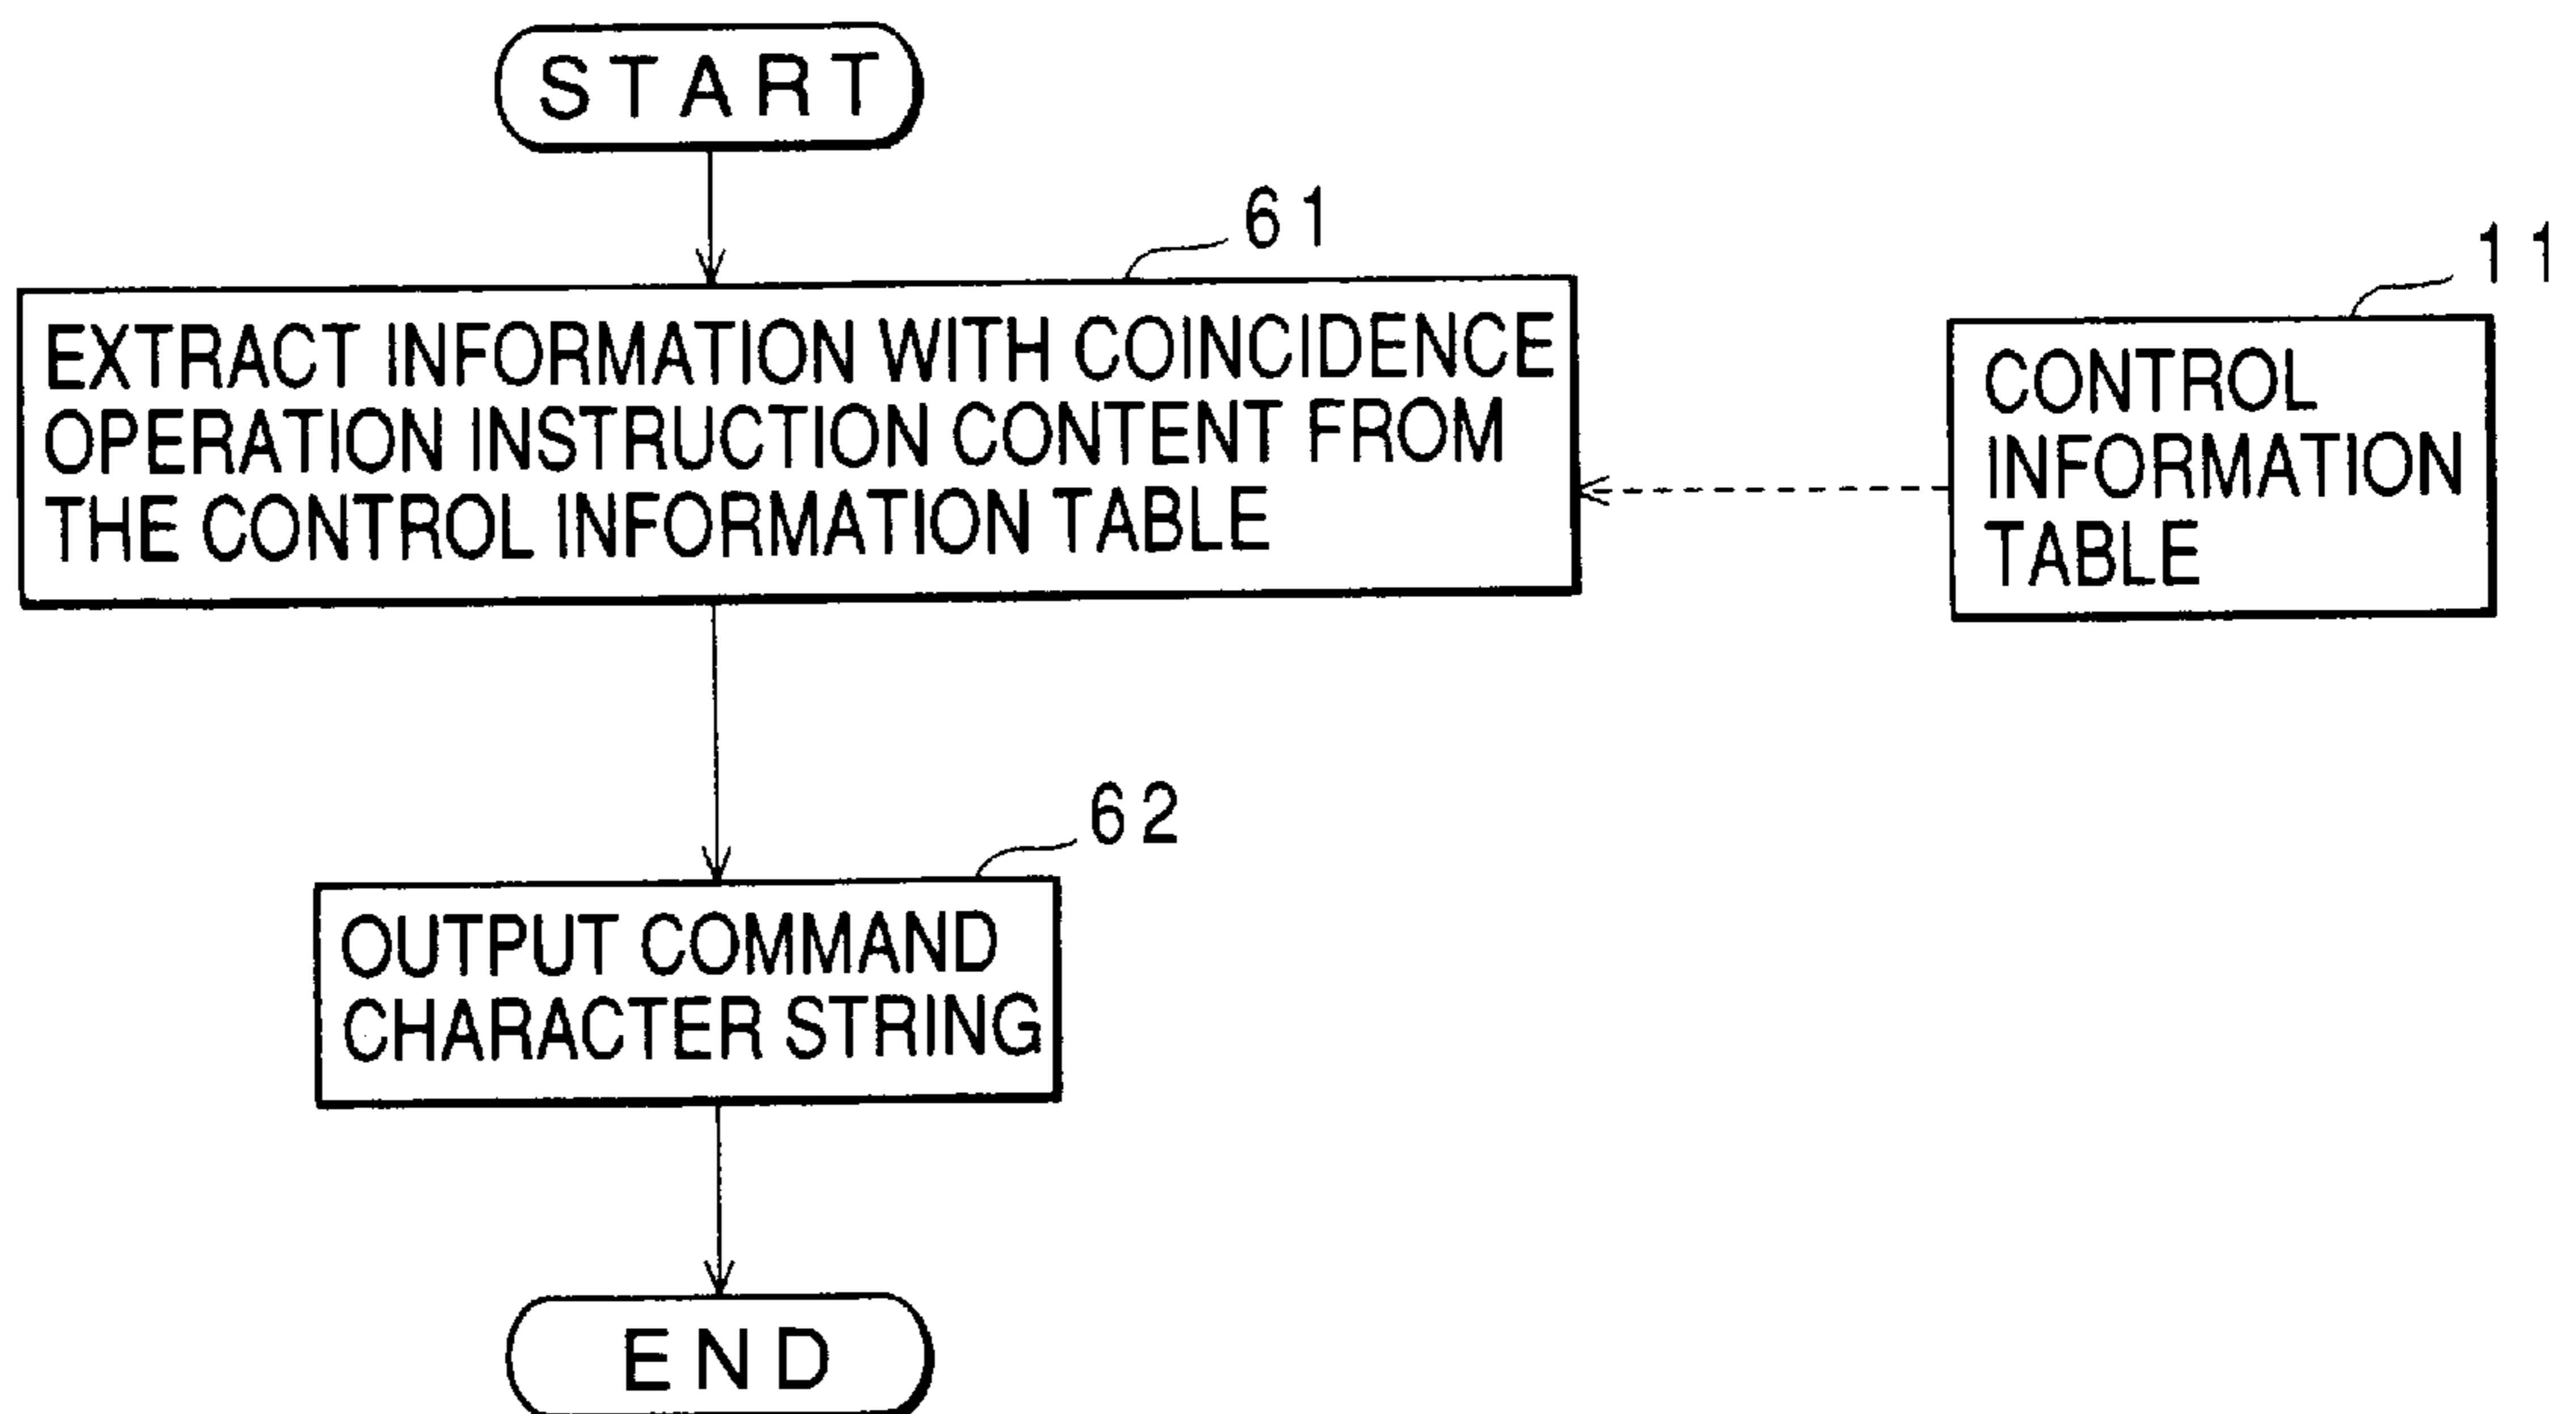 START
61
EXTRACT INFORMATION WITH COINCIDENCE
OPERATION INSTRUCTION CONTENT FROM
THE CONTROL INFORMATION TABLE
11
CONTROL
INFORMATION
TABLE
62
OUTPUT COMMAND
CHARACTER STRING
END